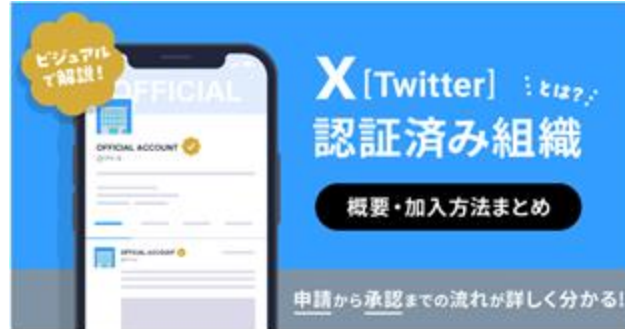 ビジュアル
で解説!
OFFICIAL
OFFICIAL ACCOUNT
OFFICIAL ACCOUNT
X [Twitter] とは?
認証済み組織
概要・加入方法まとめ
申請から承認までの流れが詳しく分かる!